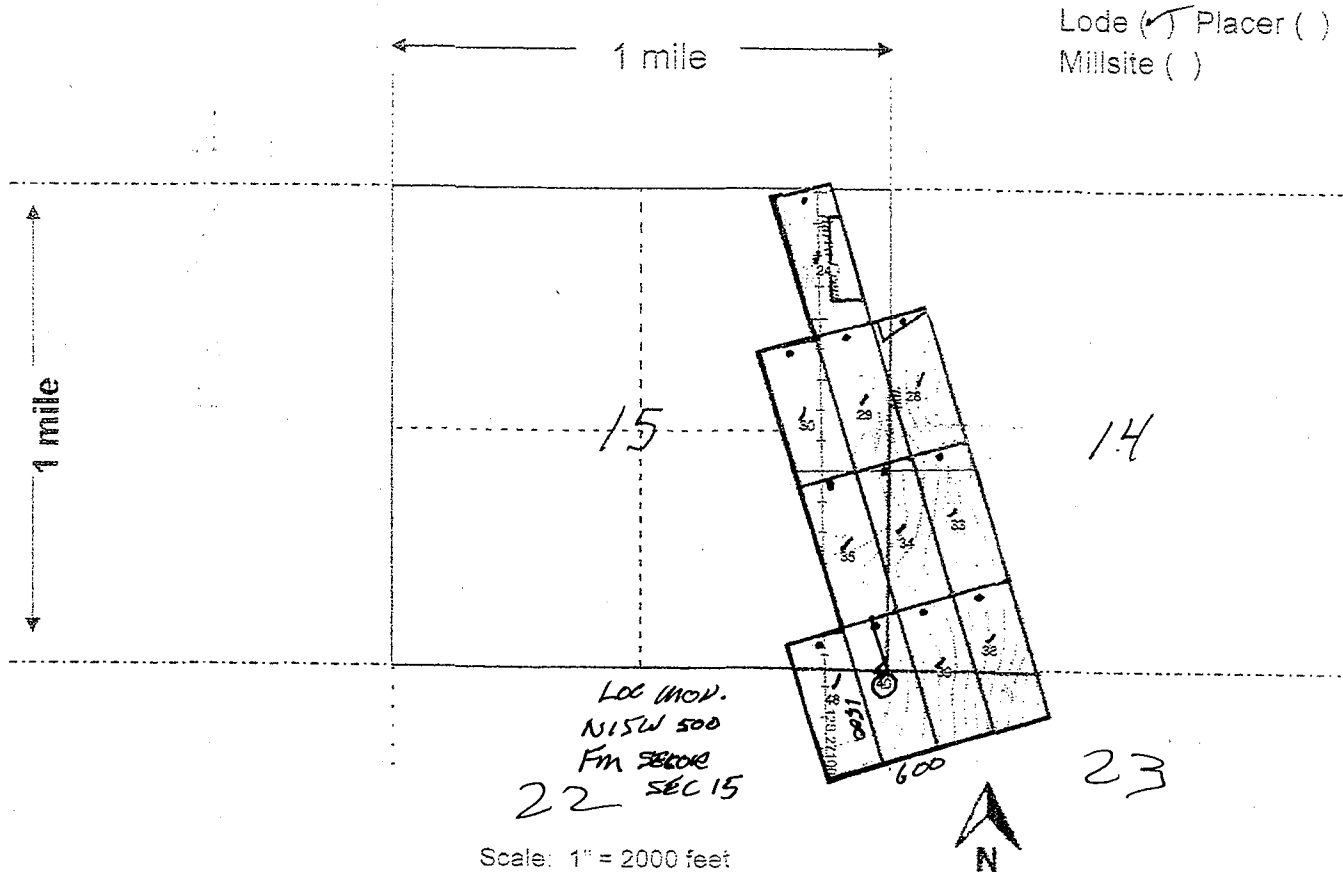 Lode (✓) Placer ( )
Millsite ( )
1 mile
1 mile
24
29
28
15
14
35
34
33
32
1500
600
LOC MON.
N15W 500
Fm SECOR
SEC 15
22
23
Scale: 1" = 2000 feet
N